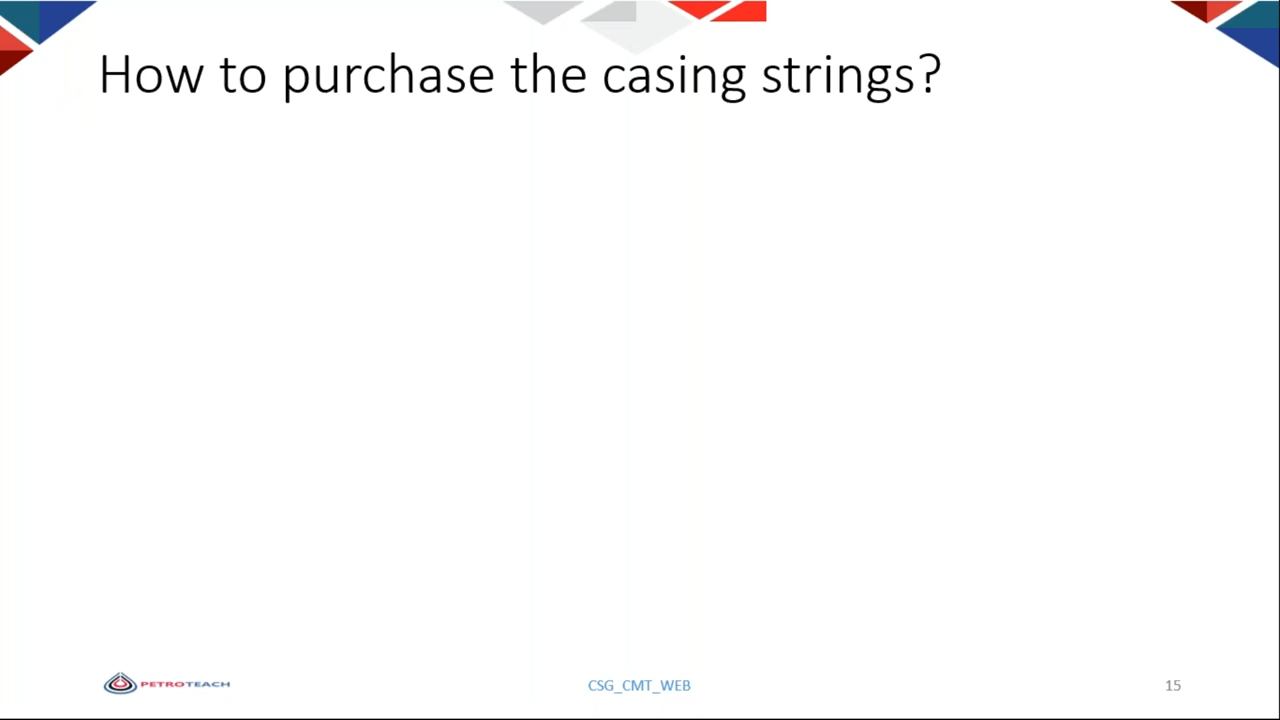 How to purchase the casing strings?
PETROTEACH
CSG_CMT_WEB
15